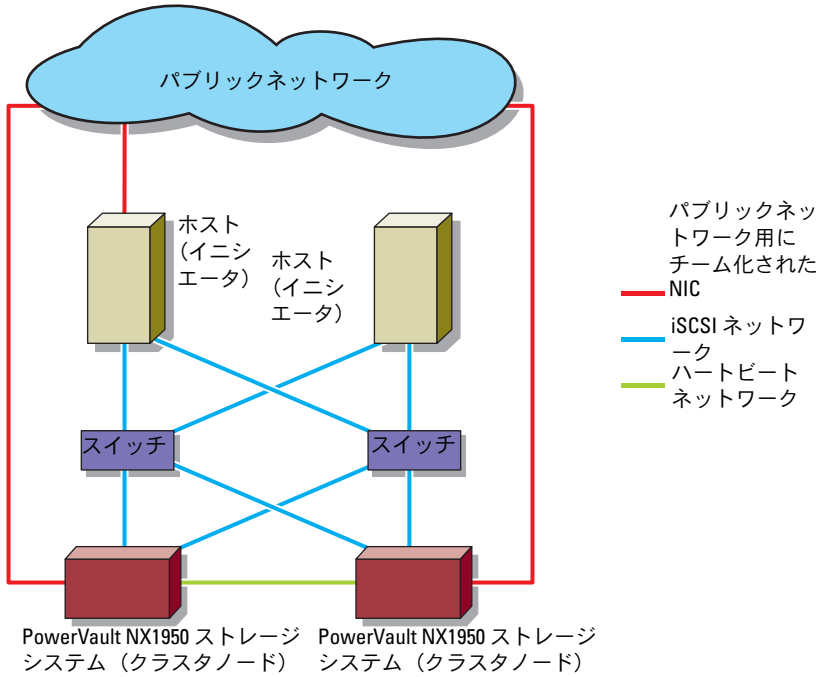 パブリックネットワーク
ホスト
（イニシ
エータ）
ホスト
（イニシ
エータ）
スイッチ
スイッチ
PowerVault NX1950 ストレージ
システム（クラスタノード）
PowerVault NX1950 ストレージ
システム（クラスタノード）
パブリックネッ
トワーク用に
チーム化された
NIC
iSCSI ネットワ
ーク
ハートビート
ネットワーク